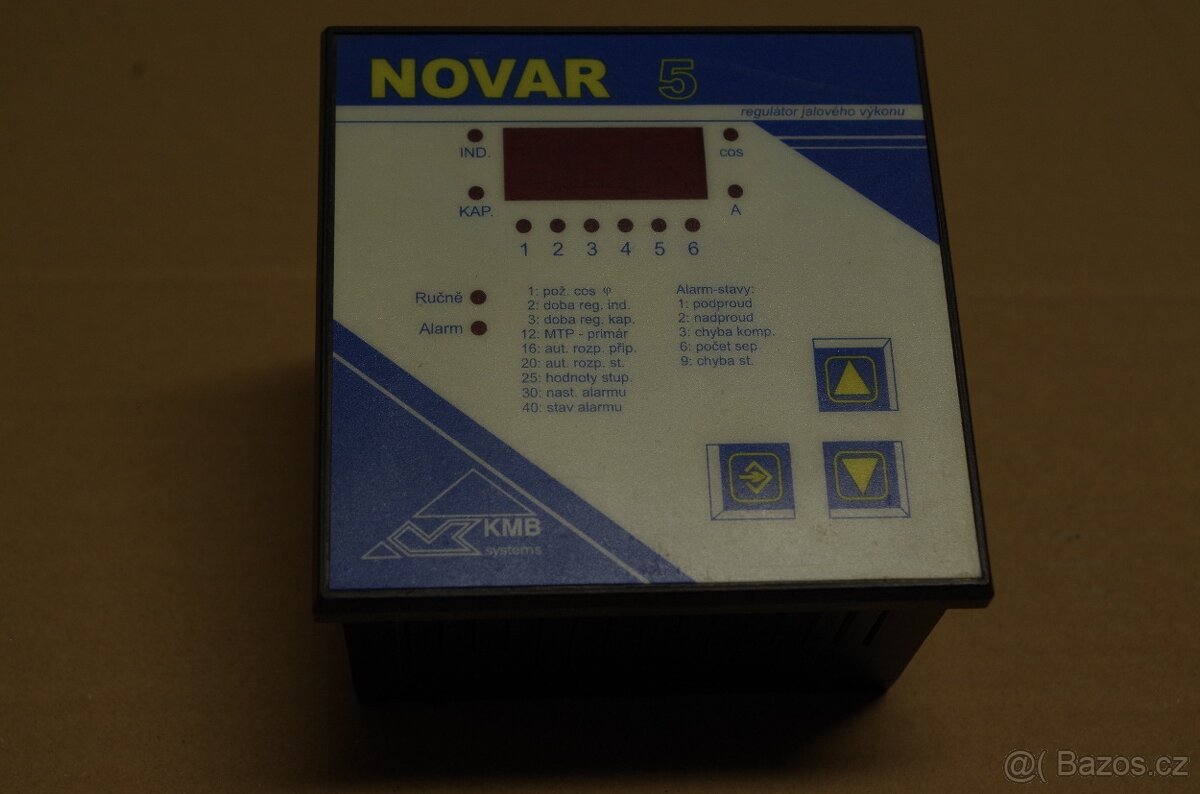 NOVAR 5
regulátor jalového výkonu
IND.
cos
KAP.
A
1 2 3 4 5 6
Ručně
Alarm
1: pož. cos φ
2: doba reg. ind.
3: doba reg. kap.
12: MTP - primár
16: aut. rozp. přip.
20: aut. rozp. st.
25: hodnoty stup.
30: nast. alarmu
40: stav alarmu
Alarm-stavy:
1: podproud
2: nadproud
3: chyba komp.
6: počet sep.
9: chyba st.
KMB
systems
@( Bazos.cz